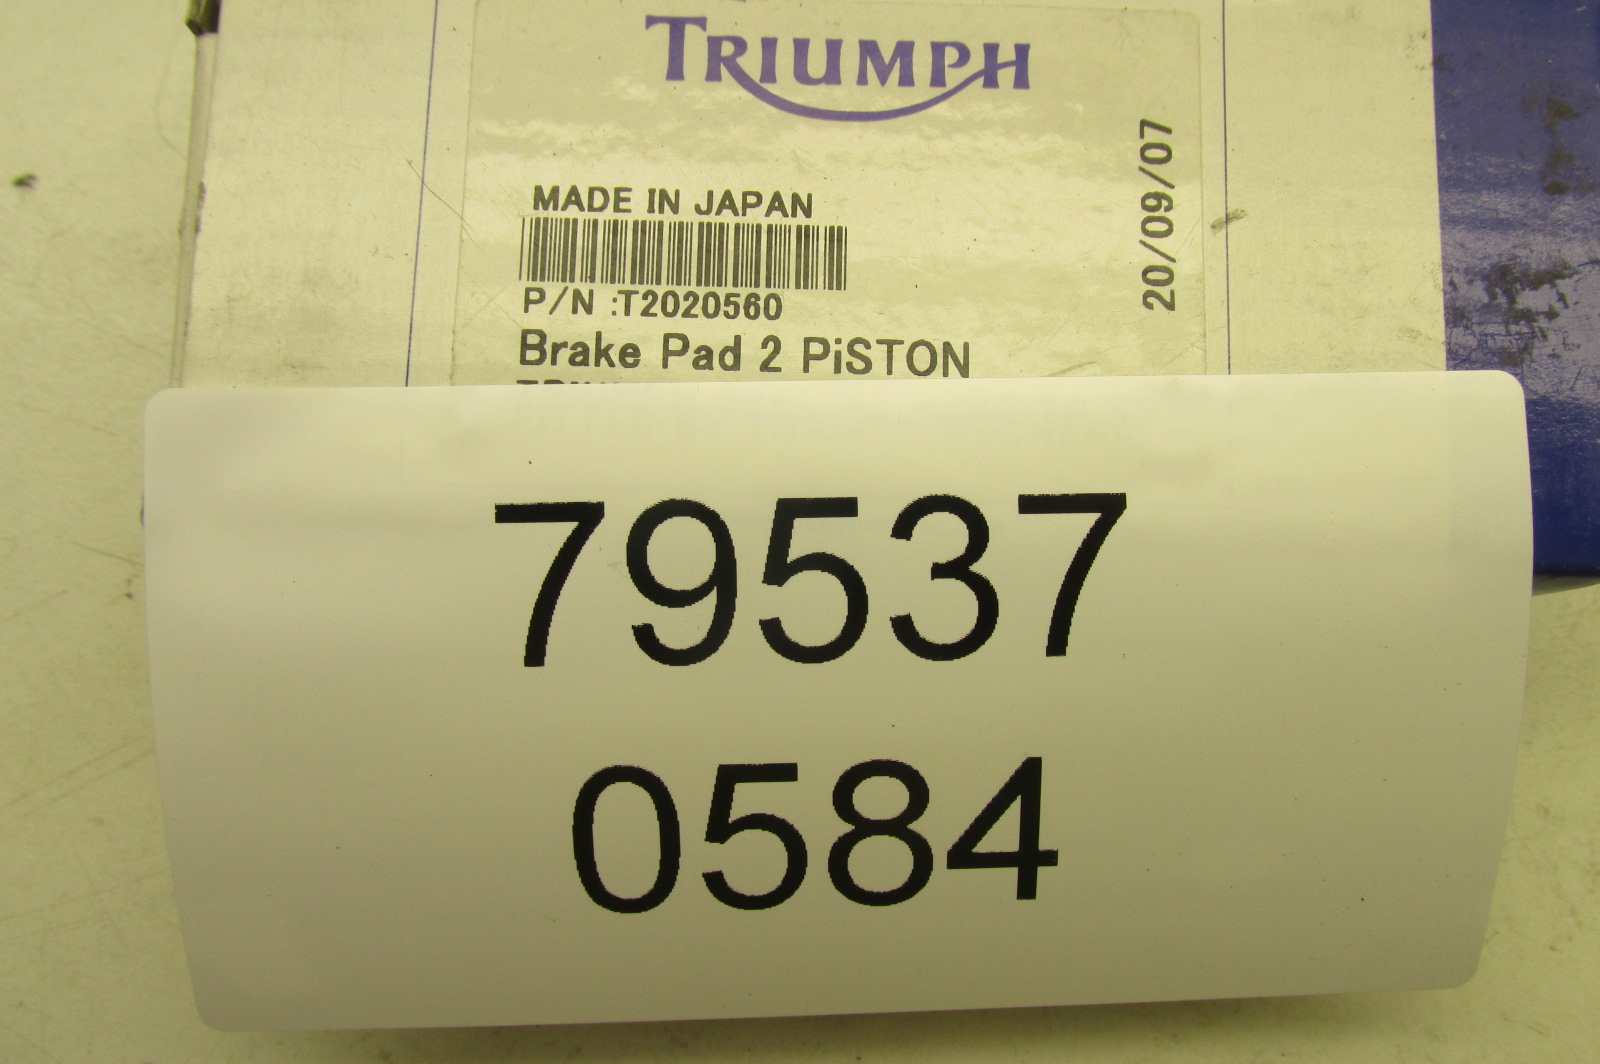 TRIUMPH
MADE IN JAPAN
P/N :T2020560
Brake Pad 2 PiSTON
20/09/07
79537
0584